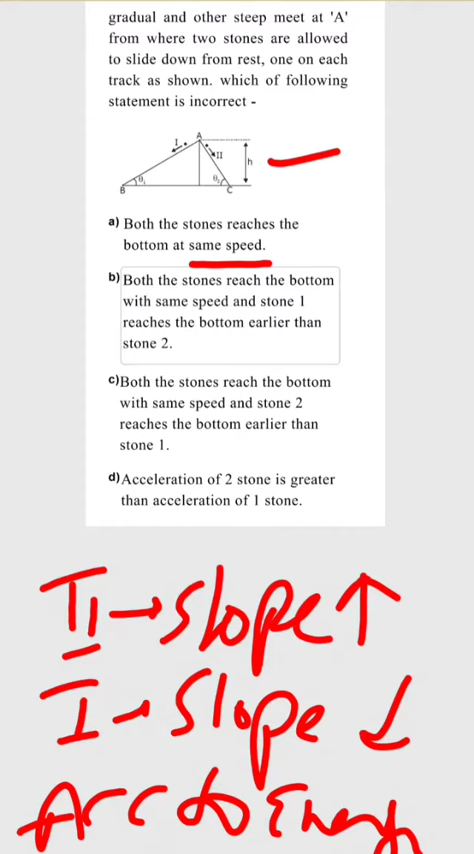 gradual and other steep meet at 'A'
from where two stones are allowed
to slide down from rest, one on each
track as shown. which of following
statement is incorrect -
A
I
II
h
θ₁
θ₂
B
C
a) Both the stones reaches the
bottom at same speed.
b) Both the stones reach the bottom
with same speed and stone 1
reaches the bottom earlier than
stone 2.
c)Both the stones reach the bottom
with same speed and stone 2
reaches the bottom earlier than
stone 1.
d)Acceleration of 2 stone is greater
than acceleration of 1 stone.
II→slope↑
I→Slope↓
Acc to Energy